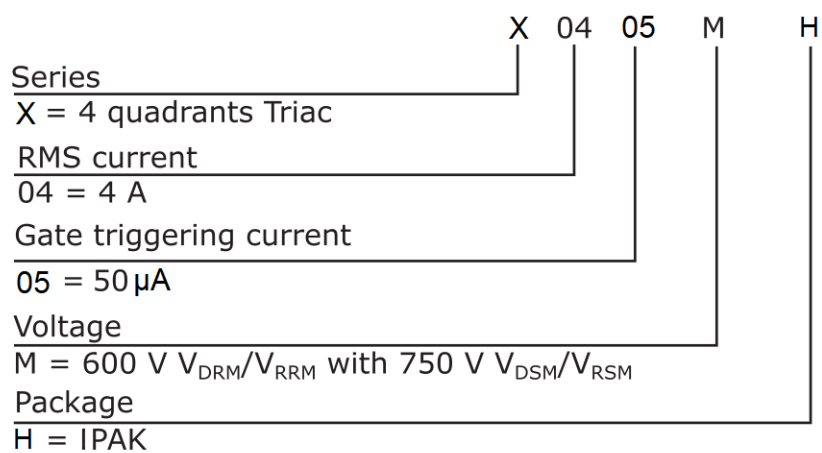 X 04 05 M H
Series
X = 4 quadrants Triac
RMS current
04 = 4 A
Gate triggering current
05 = 50 µA
Voltage
M = 600 V VDRM/VRRM with 750 V VDSM/VRSM
Package
H = IPAK